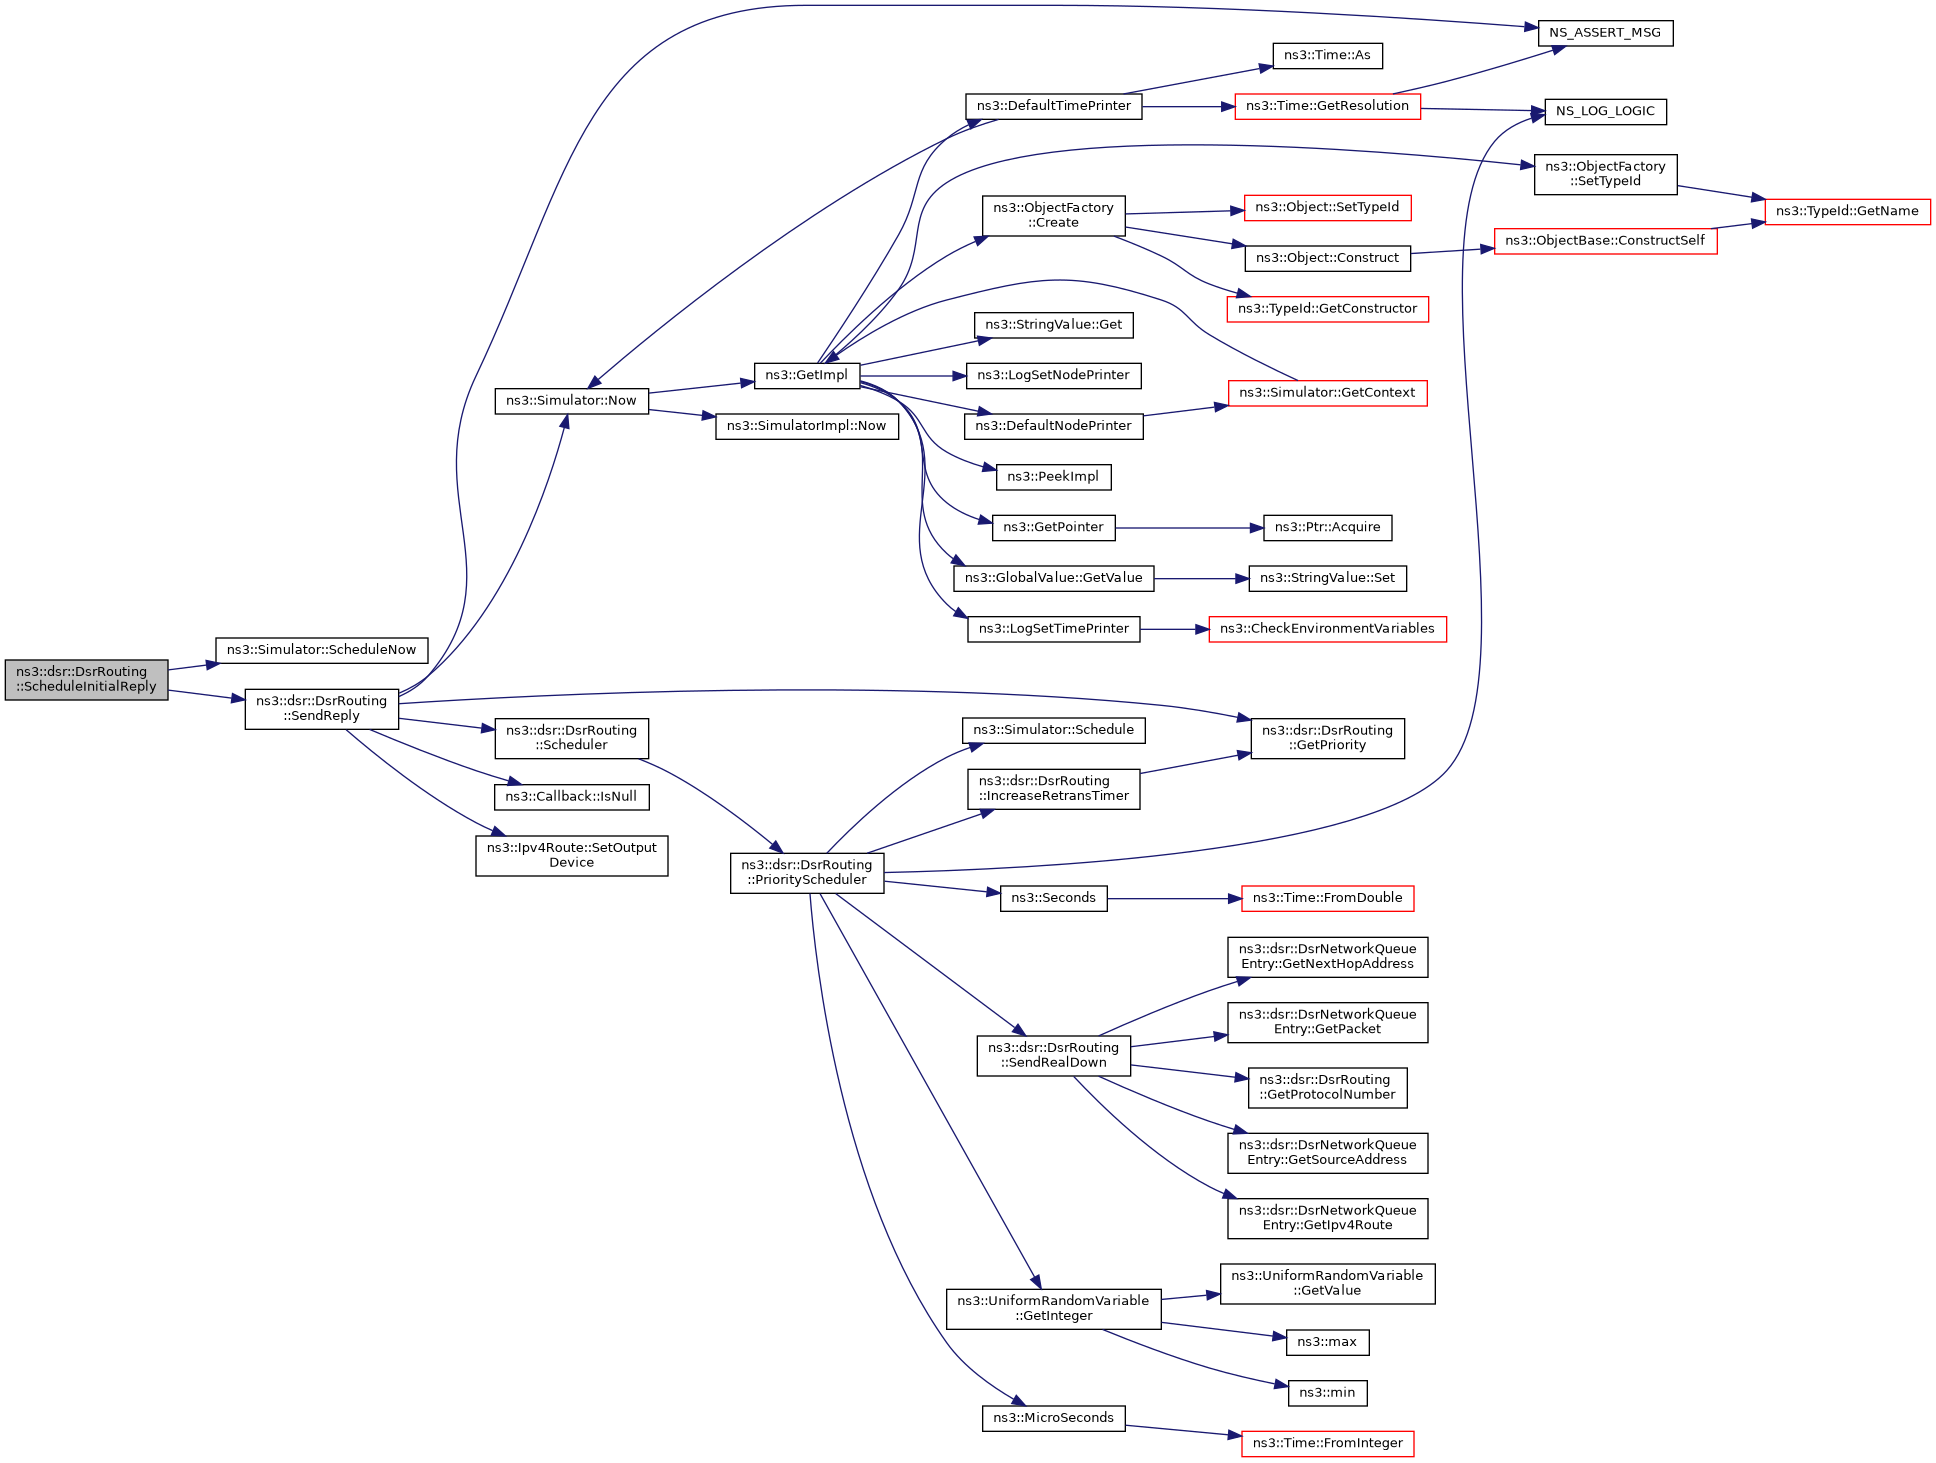 NS_ASSERT_MSG
ns3::Time::As
ns3::DefaultTimePrinter
ns3::Time::GetResolution
NS_LOG_LOGIC
ns3::ObjectFactory
::SetTypeId
ns3::ObjectFactory
::Create
ns3::Object::SetTypeId
ns3::TypeId::GetName
ns3::ObjectBase::ConstructSelf
ns3::Object::Construct
ns3::TypeId::GetConstructor
ns3::StringValue::Get
ns3::GetImpl
ns3::LogSetNodePrinter
ns3::Simulator::GetContext
ns3::Simulator::Now
ns3::SimulatorImpl::Now
ns3::DefaultNodePrinter
ns3::PeekImpl
ns3::GetPointer
ns3::Ptr::Acquire
ns3::GlobalValue::GetValue
ns3::StringValue::Set
ns3::LogSetTimePrinter
ns3::CheckEnvironmentVariables
ns3::Simulator::ScheduleNow
ns3::dsr::DsrRouting
::ScheduleInitialReply
ns3::dsr::DsrRouting
::SendReply
ns3::dsr::DsrRouting
::Scheduler
ns3::Simulator::Schedule
ns3::dsr::DsrRouting
::GetPriority
ns3::Callback::IsNull
ns3::dsr::DsrRouting
::IncreaseRetransTimer
ns3::Ipv4Route::SetOutput
Device
ns3::dsr::DsrRouting
::PriorityScheduler
ns3::Seconds
ns3::Time::FromDouble
ns3::dsr::DsrNetworkQueue
Entry::GetNextHopAddress
ns3::dsr::DsrNetworkQueue
Entry::GetPacket
ns3::dsr::DsrRouting
::SendRealDown
ns3::dsr::DsrRouting
::GetProtocolNumber
ns3::dsr::DsrNetworkQueue
Entry::GetSourceAddress
ns3::dsr::DsrNetworkQueue
Entry::GetIpv4Route
ns3::UniformRandomVariable
::GetValue
ns3::UniformRandomVariable
::GetInteger
ns3::max
ns3::min
ns3::MicroSeconds
ns3::Time::FromInteger